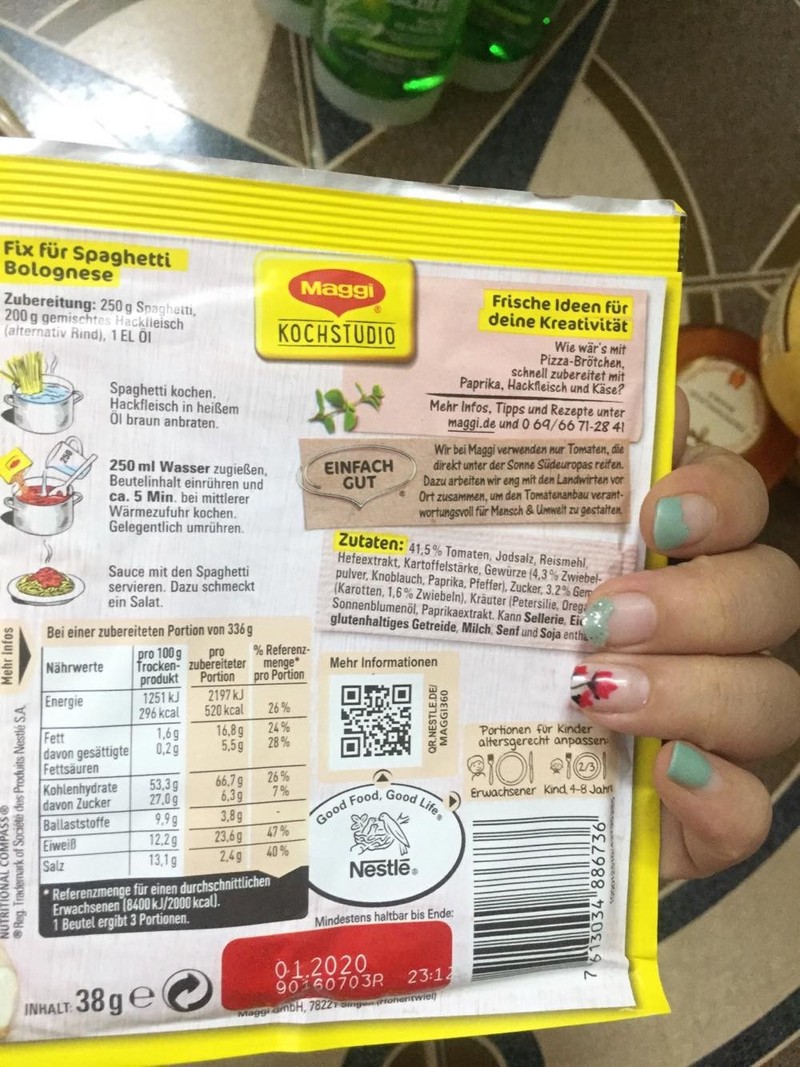 Fix für Spaghetti
Bolognese
Zubereitung: 250 g Spaghetti,
200 g gemischtes Hackfleisch
(alternativ Rind), 1 EL Öl
Spaghetti kochen.
Hackfleisch in heißem
Öl braun anbraten.
250 ml Wasser zugießen,
Beutelinhalt einrühren und
ca. 5 Min. bei mittlerer
Wärmezufuhr kochen.
Gelegentlich umrühren.
250
Sauce mit den Spaghetti
servieren. Dazu schmeckt
ein Salat.
Maggi®
KOCHSTUDIO
Frische Ideen für
deine Kreativität
Wie wär's mit
Pizza-Brötchen,
schnell zubereitet mit
Paprika, Hackfleisch und Käse?
Mehr Infos, Tipps und Rezepte unter
maggi.de und 0 69/66 71-28 41
EINFACH
GUT®
Wir bei Maggi verwenden nur Tomaten, die
direkt unter der Sonne Südeuropas reifen.
Dazu arbeiten wir eng mit den Landwirten vor
Ort zusammen, um den Tomatenanbau verant-
wortungsvoll für Mensch & Umwelt zu gestalten.
Zutaten: 41,5% Tomaten, Jodsalz, Reismehl,
Hefeextrakt, Kartoffelstärke, Gewürze (4,3% Zwiebel-
pulver, Knoblauch, Paprika, Pfeffer), Zucker, 3,2% Gem
(Karotten, 1,6% Zwiebeln), Kräuter (Petersilie, Orega
Sonnenblumenöl, Paprikaextrakt. Kann Sellerie, Ei
glutenhaltiges Getreide, Milch, Senf und Soja enth
Mehr Infos
Bei einer zubereiteten Portion von 336 g
Nährwerte pro 100 g Trocken-produkt pro zubereiteter Portion % Referenz-menge* pro Portion
Energie 1251 kJ 2197 kJ
296 kcal 520 kcal 26%
Fett 1,6 g 16,8 g 24%
davon gesättigte 0,2 g 5,5 g 28%
Fettsäuren
Kohlenhydrate 53,3 g 66,7 g 26%
davon Zucker 27,0 g 6,3 g 7%
Ballaststoffe 9,9 g 3,8 g -
Eiweiß 12,2 g 23,6 g 47%
Salz 13,1 g 2,4 g 40%
* Referenzmenge für einen durchschnittlichen
Erwachsenen (8400 kJ/2000 kcal).
1 Beutel ergibt 3 Portionen.
NUTRITIONAL COMPASS®
® Reg. Trademark of Société des Produits Nestlé S.A.
Mehr Informationen
QR.NESTLE.DE/
MAGGI360
Portionen für Kinder
altersgerecht anpassen:
2/3
Erwachsener Kind, 4-8 Jahre
Good Food, Good Life®
Nestlé®
Mindestens haltbar bis Ende:
01.2020
90160703R 23:12
INHALT: 38 g e
Maggi GmbH, 78221 Singen (Hohentwiel)
7 613034 886736